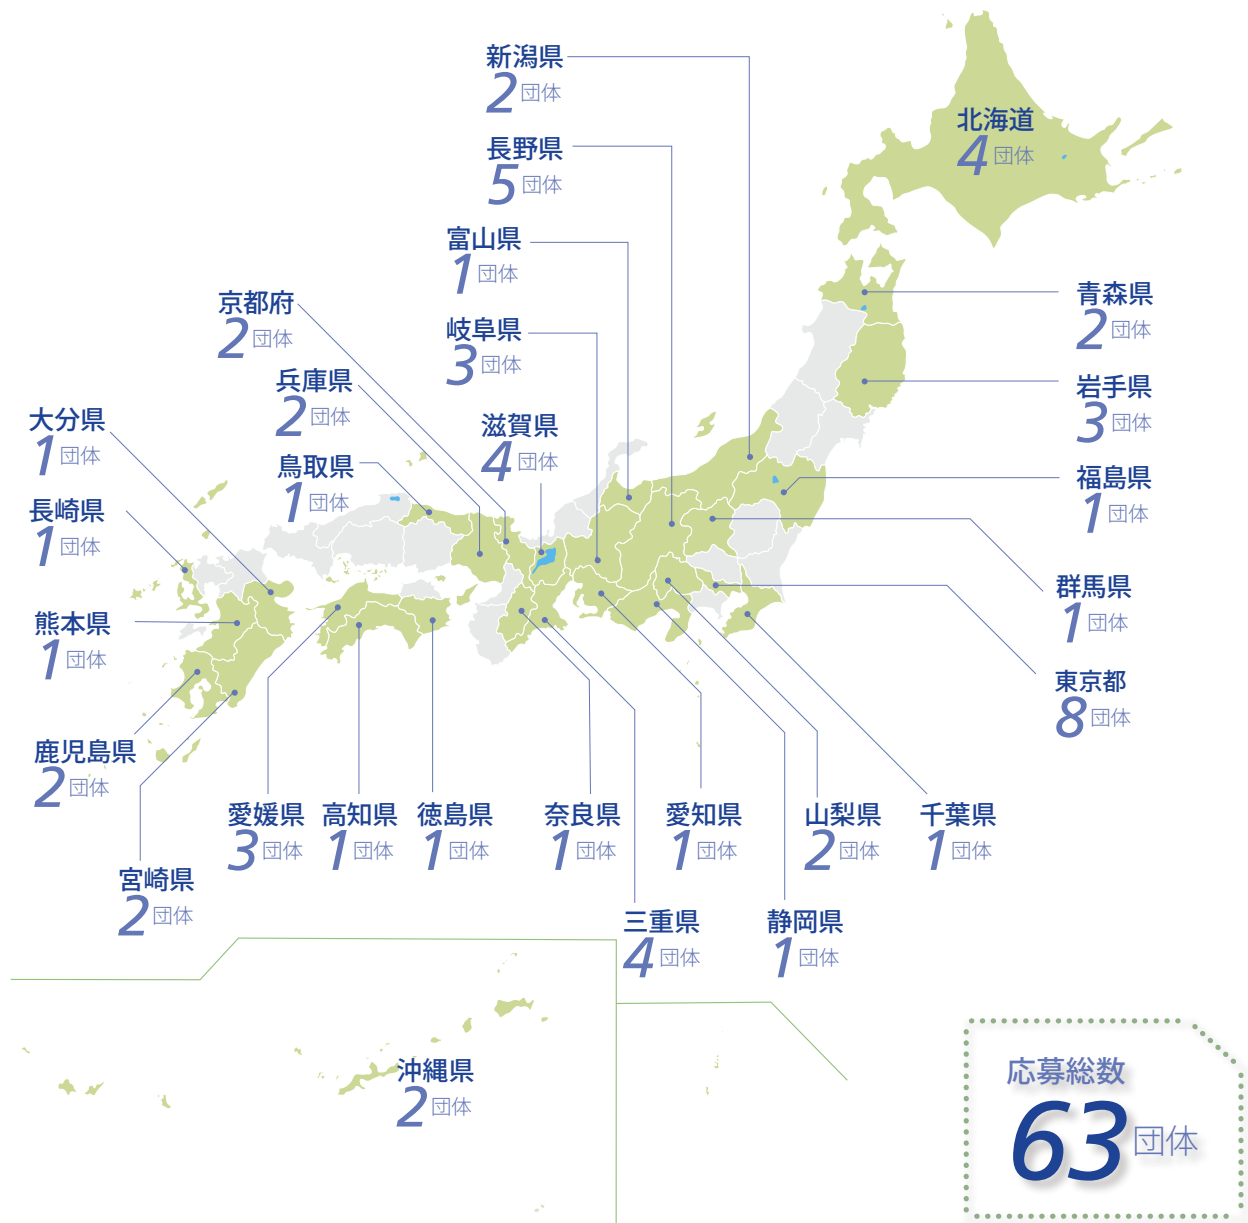 新潟県
2団体
北海道
4団体
長野県
5団体
富山県
1団体
京都府
2団体
岐阜県
3団体
青森県
2団体
兵庫県
2団体
岩手県
3団体
大分県
1団体
滋賀県
4団体
鳥取県
1団体
福島県
1団体
長崎県
1団体
群馬県
1団体
熊本県
1団体
東京都
8団体
鹿児島県
2団体
愛媛県
3団体
高知県
1団体
徳島県
1団体
奈良県
1団体
愛知県
1団体
山梨県
2団体
千葉県
1団体
宮崎県
2団体
三重県
4団体
静岡県
1団体
沖縄県
2団体
応募総数
63団体